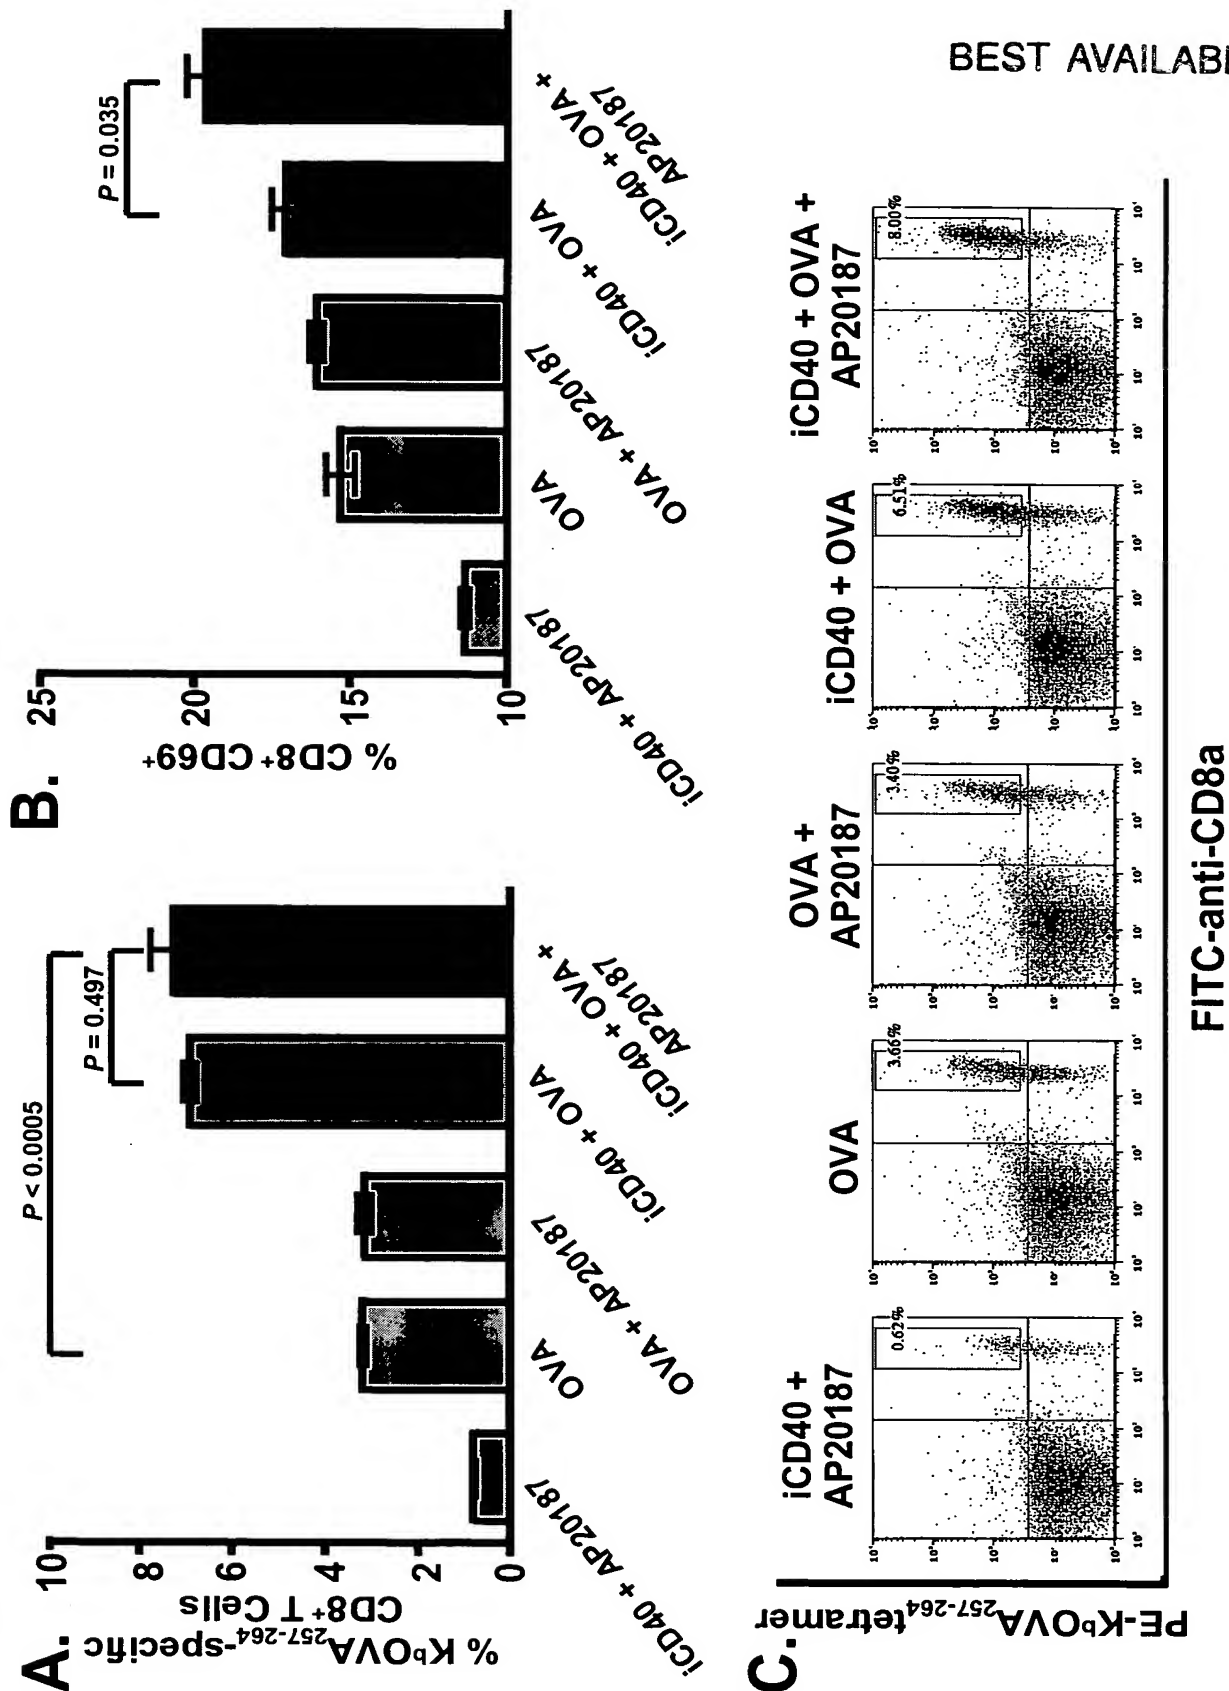 BEST AVAILABL
A.
% KᵇOVA²⁵⁷⁻²⁶⁴-specific
CD8⁺ T Cells
10
8
6
4
2
0
P < 0.0005
P = 0.497
iCD40 + AP20187
OVA
OVA + AP20187
iCD40 + OVA
iCD40 + OVA +
AP20187
B.
% CD8⁺ CD69⁺
25
20
15
10
P = 0.035
iCD40 + AP20187
OVA
OVA + AP20187
iCD40 + OVA
iCD40 + OVA +
AP20187
C.
PE-KᵇOVA²⁵⁷⁻²⁶⁴
tetramer
iCD40 +
AP20187
OVA
OVA +
AP20187
iCD40 + OVA
iCD40 + OVA +
AP20187
0.62%
3.66%
3.40%
6.51%
8.00%
FITC-anti-CD8a